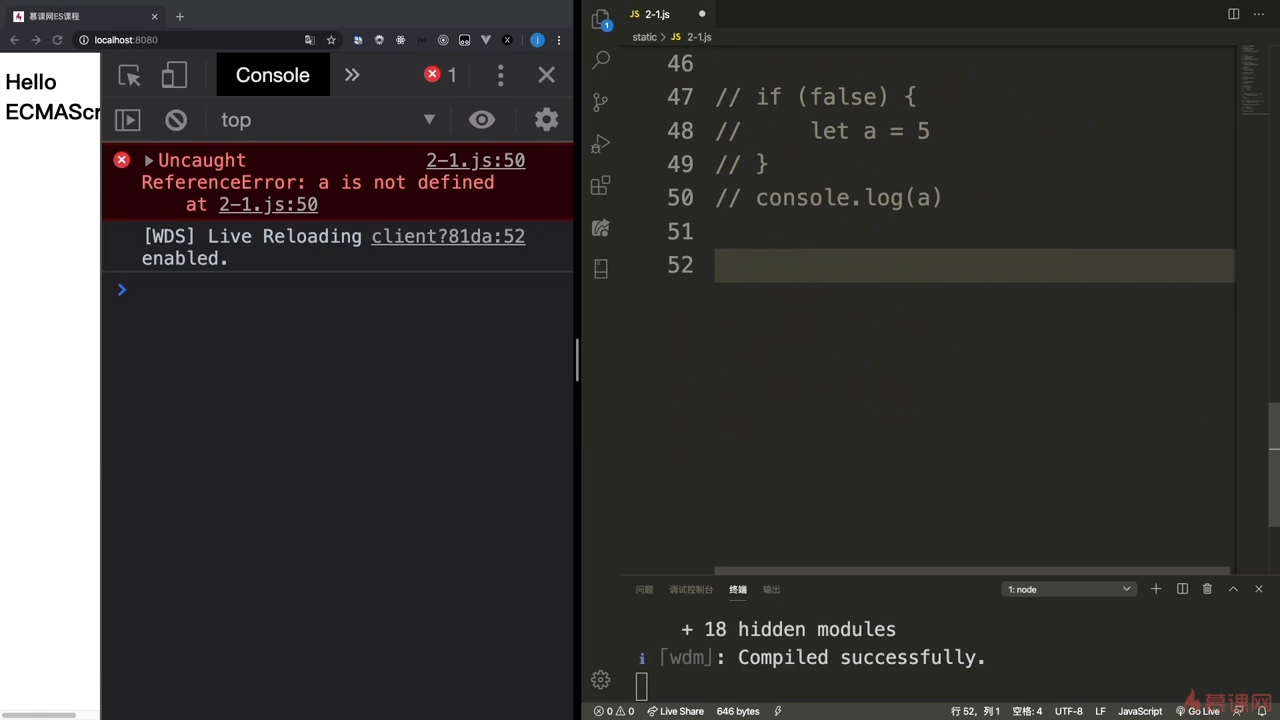 慕课网ES课程
localhost:8080
Hello
ECMAScr
Console
1
top
Uncaught 2-1.js:50
ReferenceError: a is not defined
at 2-1.js:50
[WDS] Live Reloading client?81da:52
enabled.
JS 2-1.js
static > JS 2-1.js
46
47 // if (false) {
48 //     let a = 5
49 // }
50 // console.log(a)
51
52
问题 调试控制台 终端 输出 1: node
+ 18 hidden modules
i ｢wdm｣: Compiled successfully.
0 0 Live Share 646 bytes 行 52, 列 1 空格: 4 UTF-8 LF JavaScript Go Live
慕课网